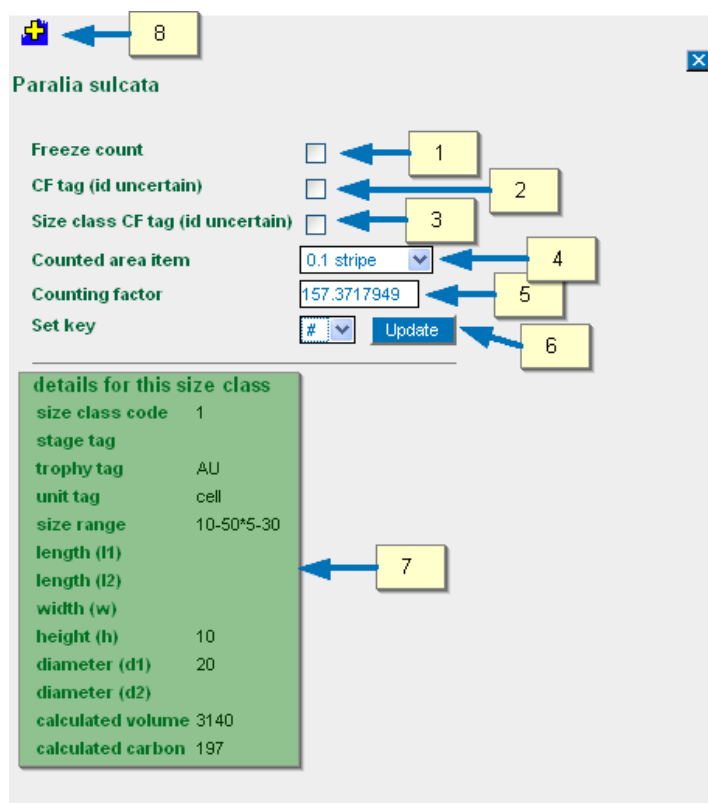 8
Paralia sulcata
Freeze count 1
CF tag (id uncertain) 2
Size class CF tag (id uncertain) 3
Counted area item 0.1 stripe 4
Counting factor 157.3717949 5
Set key # Update 6
details for this size class
size class code 1
stage tag
trophy tag AU
unit tag cell
size range 10-50*5-30
length (l1)
length (l2)
7
width (w)
height (h) 10
diameter (d1) 20
diameter (d2)
calculated volume 3140
calculated carbon 197